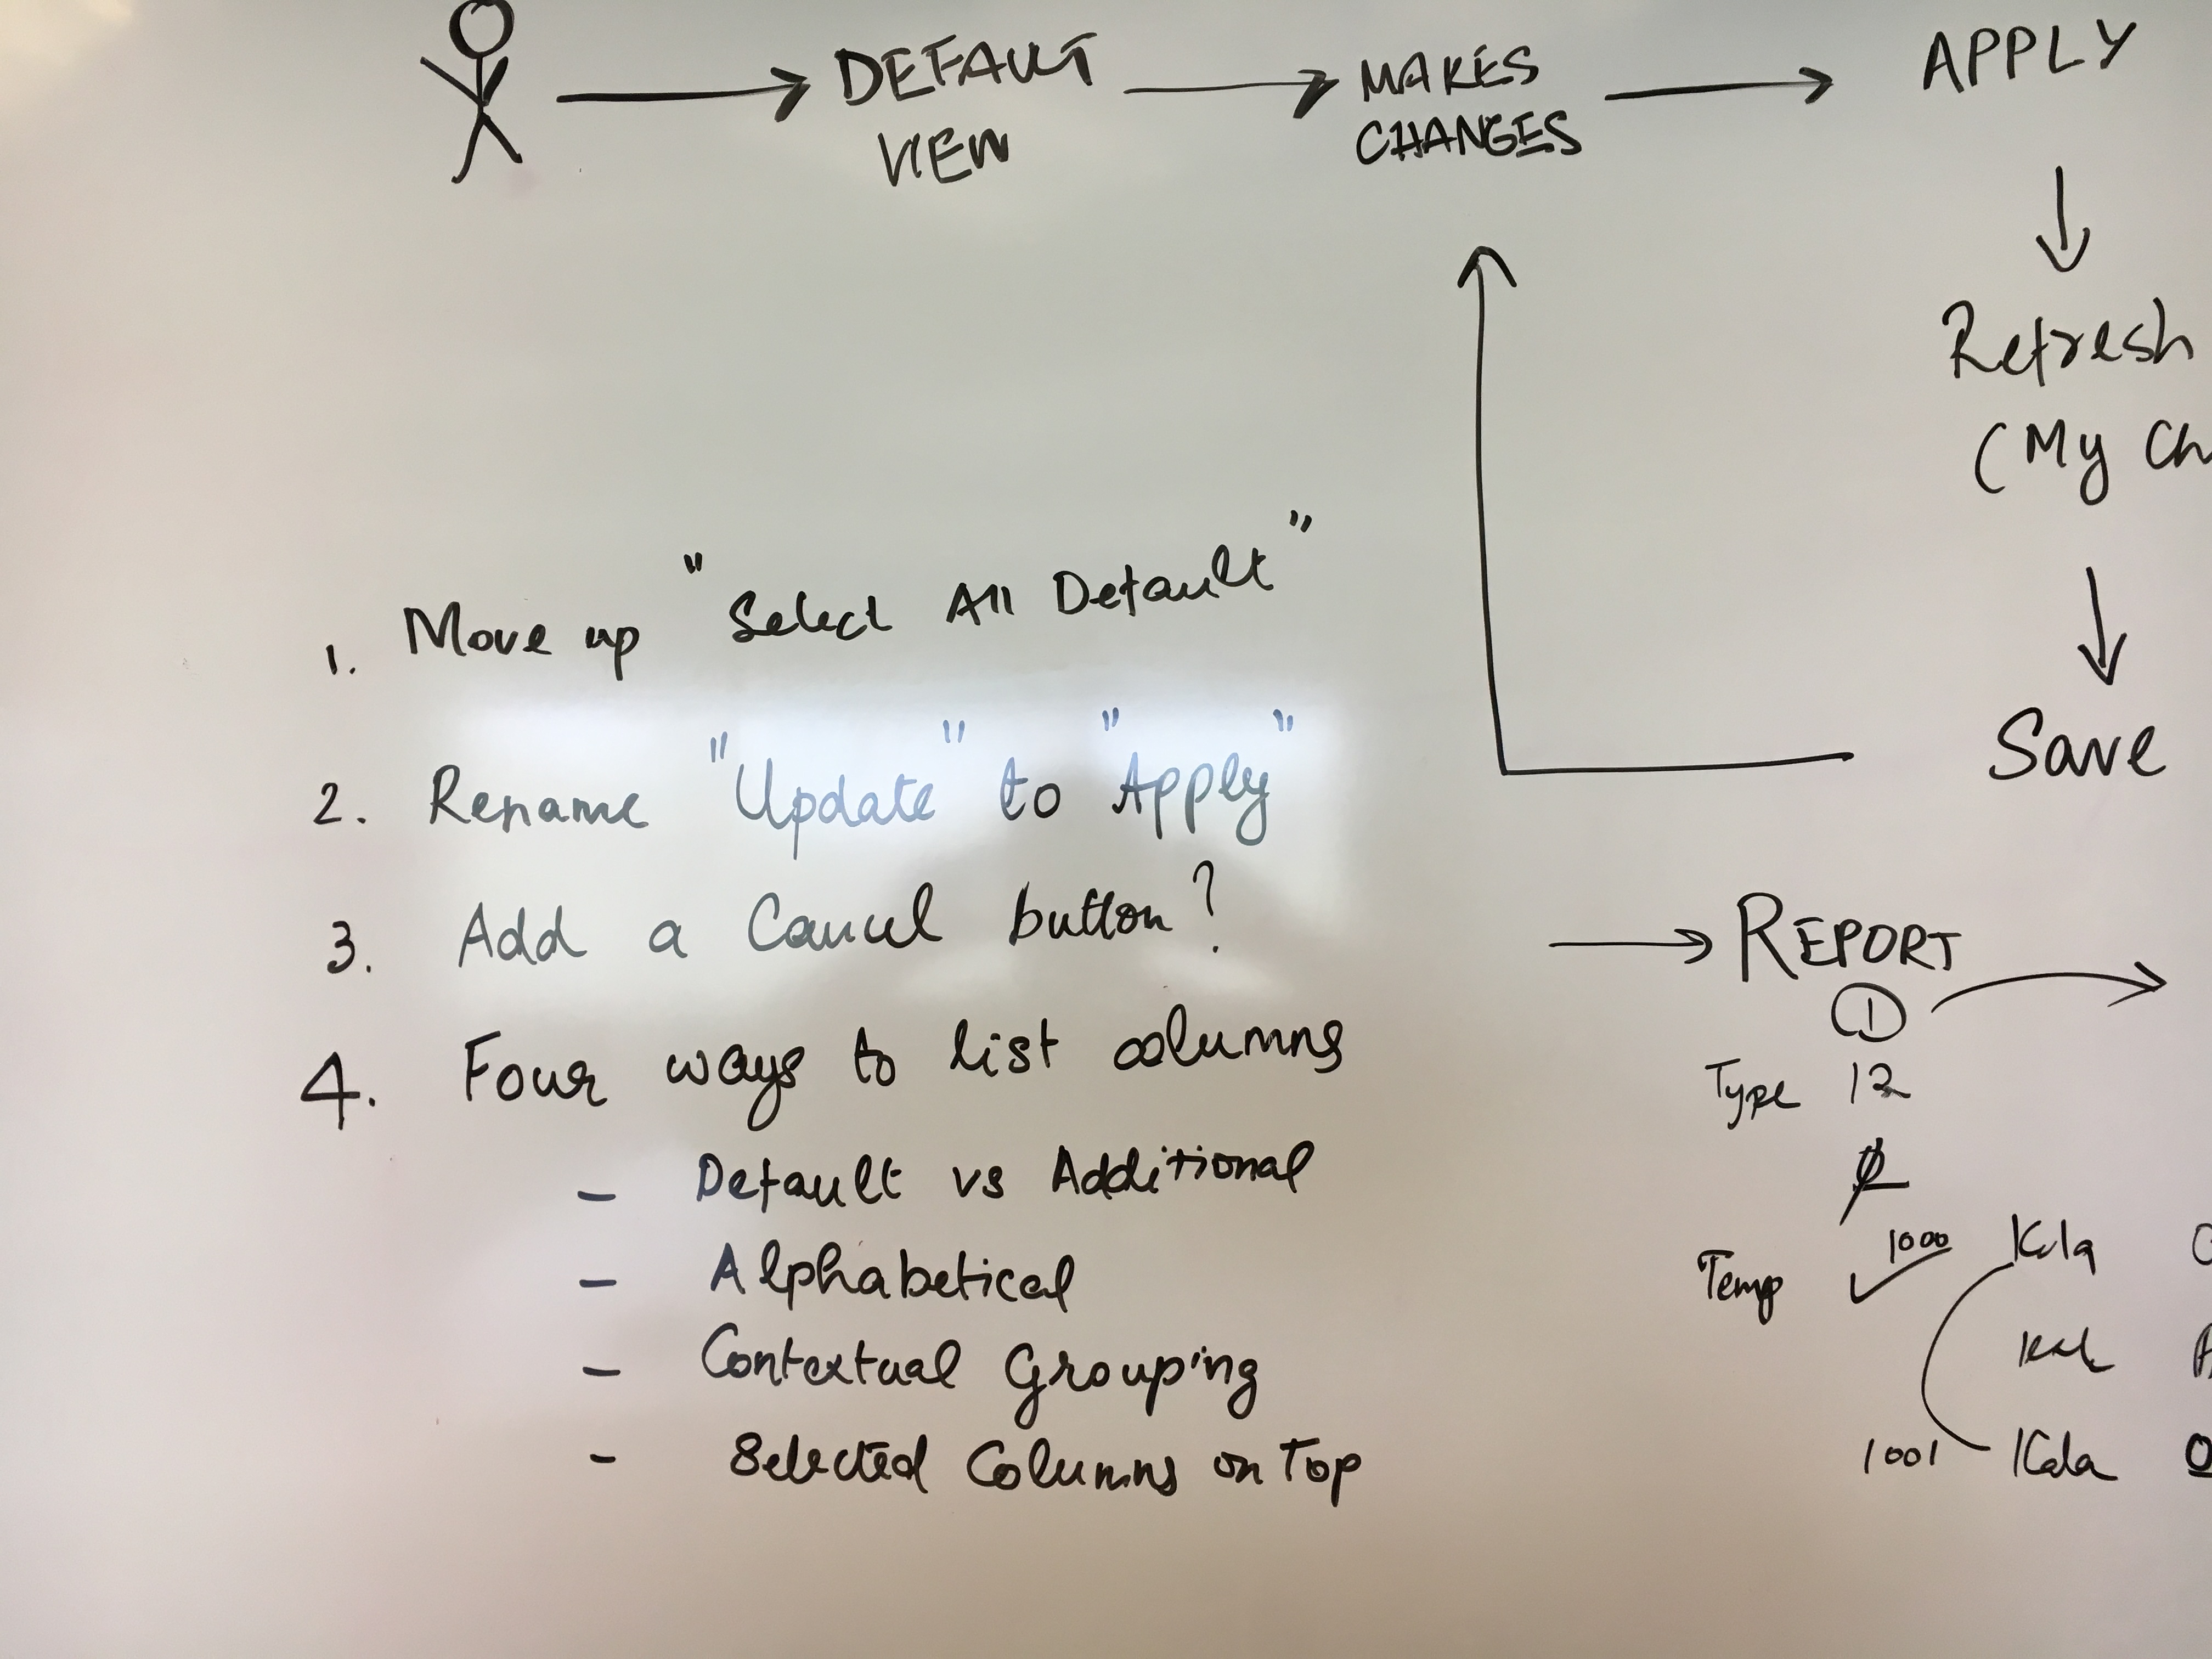 DEFAULT
VIEW
MAKES
CHANGES
APPLY
Refresh
(My Ch
Save
1. Move up "Select All Default"
2. Rename "Update" to "Apply"
3. Add a Cancel button?
4. Four ways to list columns
- Default vs Additional
- Alphabetical
- Contextual Grouping
- Selected Columns on Top
REPORT
1
Type 12
Temp 1000
1001 Kala